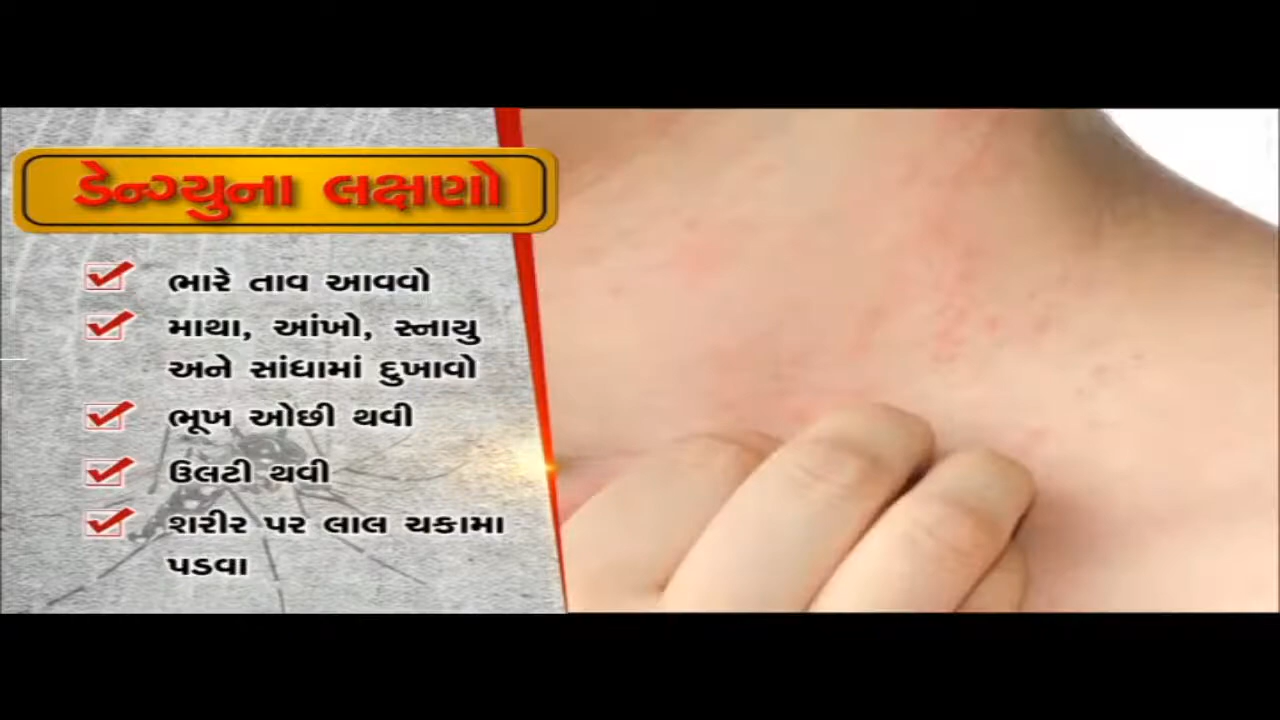 ડેન્ગ્યુના લક્ષણો
ભારે તાવ આવવો
માથા, આંખો, સ્નાયુ
અને સાંધામાં દુખાવો
ભૂખ ઓછી થવી
ઉલટી થવી
શરીર પર લાલ ચકામા
પડવા